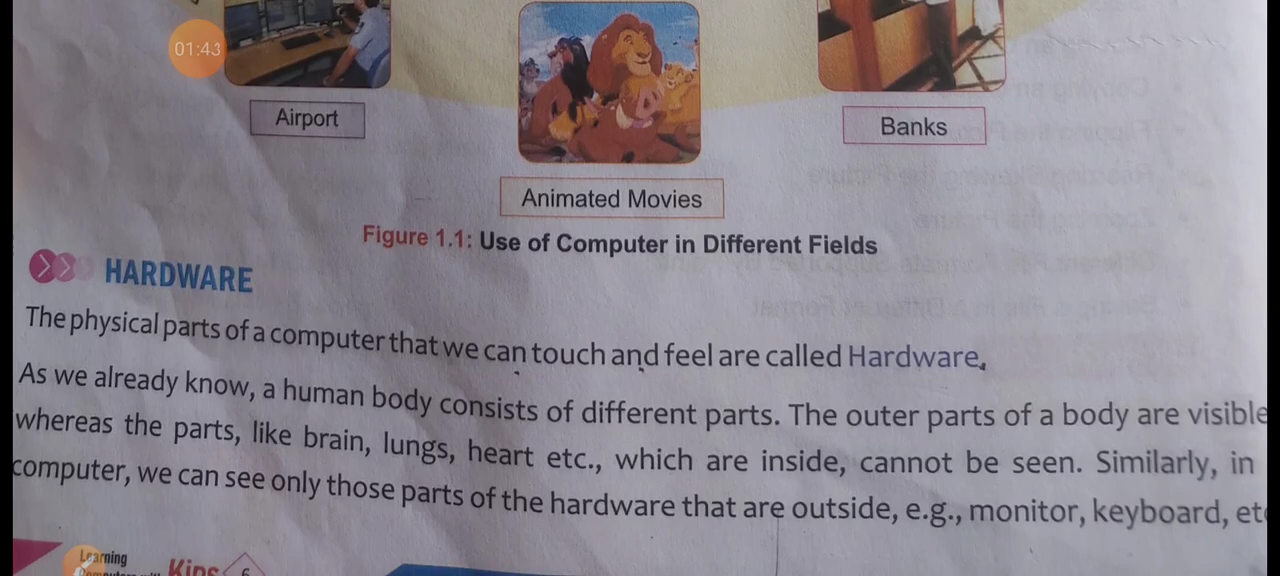 01:43
Airport
Animated Movies
Banks
Figure 1.1: Use of Computer in Different Fields
HARDWARE
The physical parts of a computer that we can touch and feel are called Hardware.
As we already know, a human body consists of different parts. The outer parts of a body are visible
whereas the parts, like brain, lungs, heart etc., which are inside, cannot be seen. Similarly, in
computer, we can see only those parts of the hardware that are outside, e.g., monitor, keyboard, etc
Learning
Kips 6